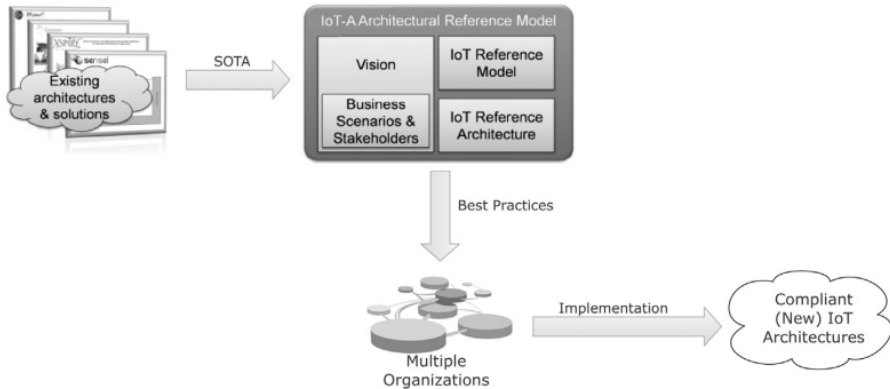 IoT-A Architectural Reference Model
SPIRE
sensei
Existing
architectures
& solutions
SOTA
Vision
Business
Scenarios &
Stakeholders
IoT Reference
Model
IoT Reference
Architecture
Best Practices
Multiple
Organizations
Implementation
Compliant
(New) IoT
Architectures